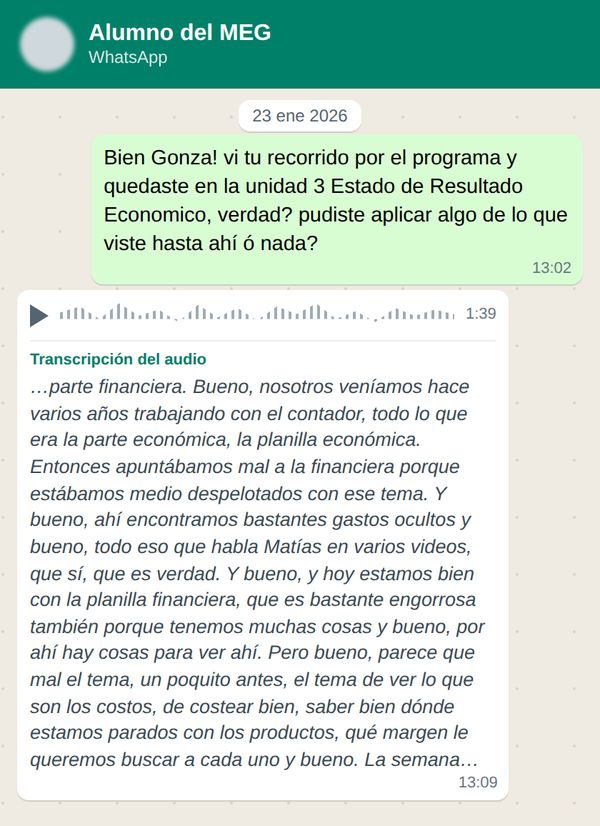 Alumno del MEG
WhatsApp
23 ene 2026
Bien Gonza! vi tu recorrido por el programa y
quedaste en la unidad 3 Estado de Resultado
Economico, verdad? pudiste aplicar algo de lo que
viste hasta ahí ó nada?
13:02
1:39
Transcripción del audio
…parte financiera. Bueno, nosotros veníamos hace
varios años trabajando con el contador, todo lo que
era la parte económica, la planilla económica.
Entonces apuntábamos mal a la financiera porque
estábamos medio despelotados con ese tema. Y
bueno, ahí encontramos bastantes gastos ocultos y
bueno, todo eso que habla Matías en varios videos,
que sí, que es verdad. Y bueno, y hoy estamos bien
con la planilla financiera, que es bastante engorrosa
también porque tenemos muchas cosas y bueno, por
ahí hay cosas para ver ahí. Pero bueno, parece que
mal el tema, un poquito antes, el tema de ver lo que
son los costos, de costear bien, saber bien dónde
estamos parados con los productos, qué margen le
queremos buscar a cada uno y bueno. La semana…
13:09